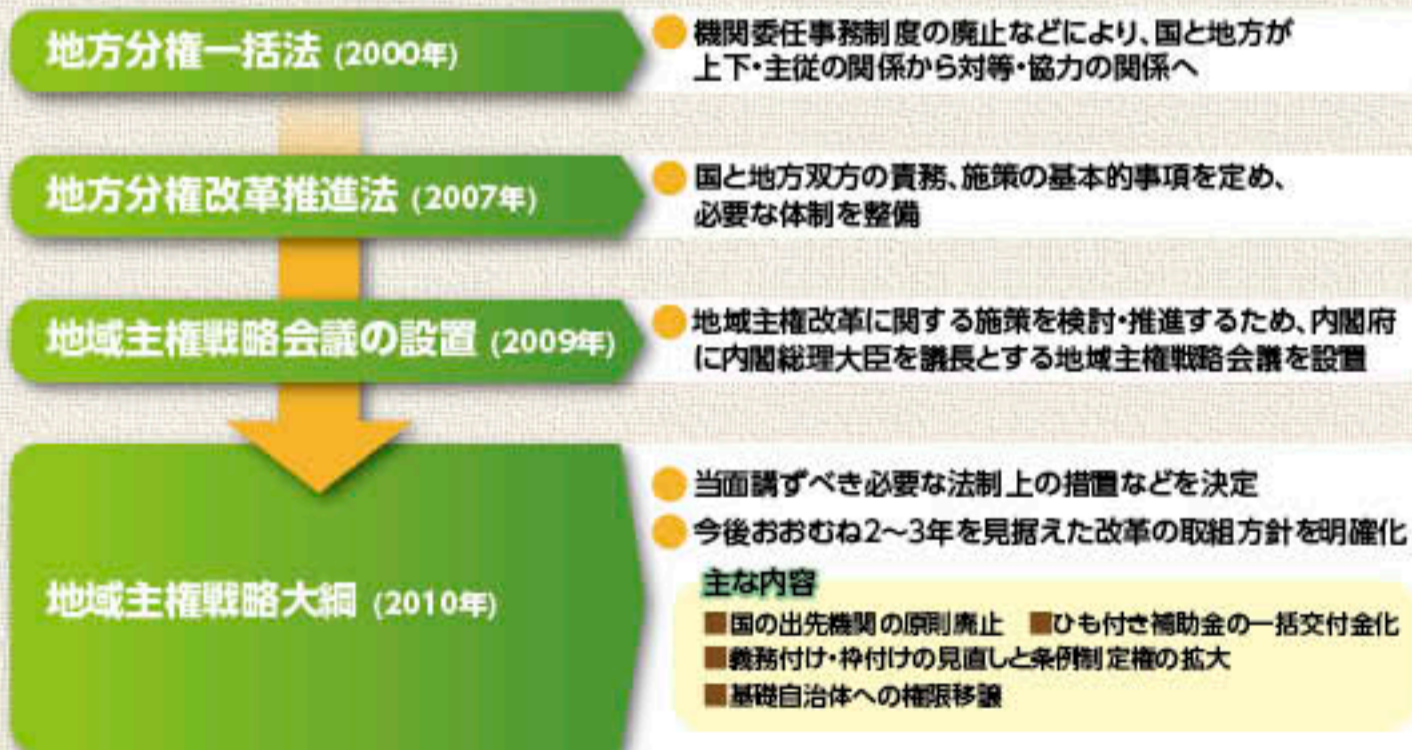 地方分権一括法 (2000年)
●機関委任事務制度の廃止などにより、国と地方が
上下・主従の関係から対等・協力の関係へ
地方分権改革推進法 (2007年)
●国と地方双方の責務、施策の基本的事項を定め、
必要な体制を整備
地域主権戦略会議の設置 (2009年)
●地域主権改革に関する施策を検討・推進するため、内閣府
に内閣総理大臣を議長とする地域主権戦略会議を設置
地域主権戦略大綱 (2010年)
●当面講ずべき必要な法制上の措置などを決定
●今後おおむね2〜3年を見据えた改革の取組方針を明確化
主な内容
■国の出先機関の原則廃止 ■ひも付き補助金の一括交付金化
■義務付け・枠付けの見直しと条例制定権の拡大
■基礎自治体への権限移譲